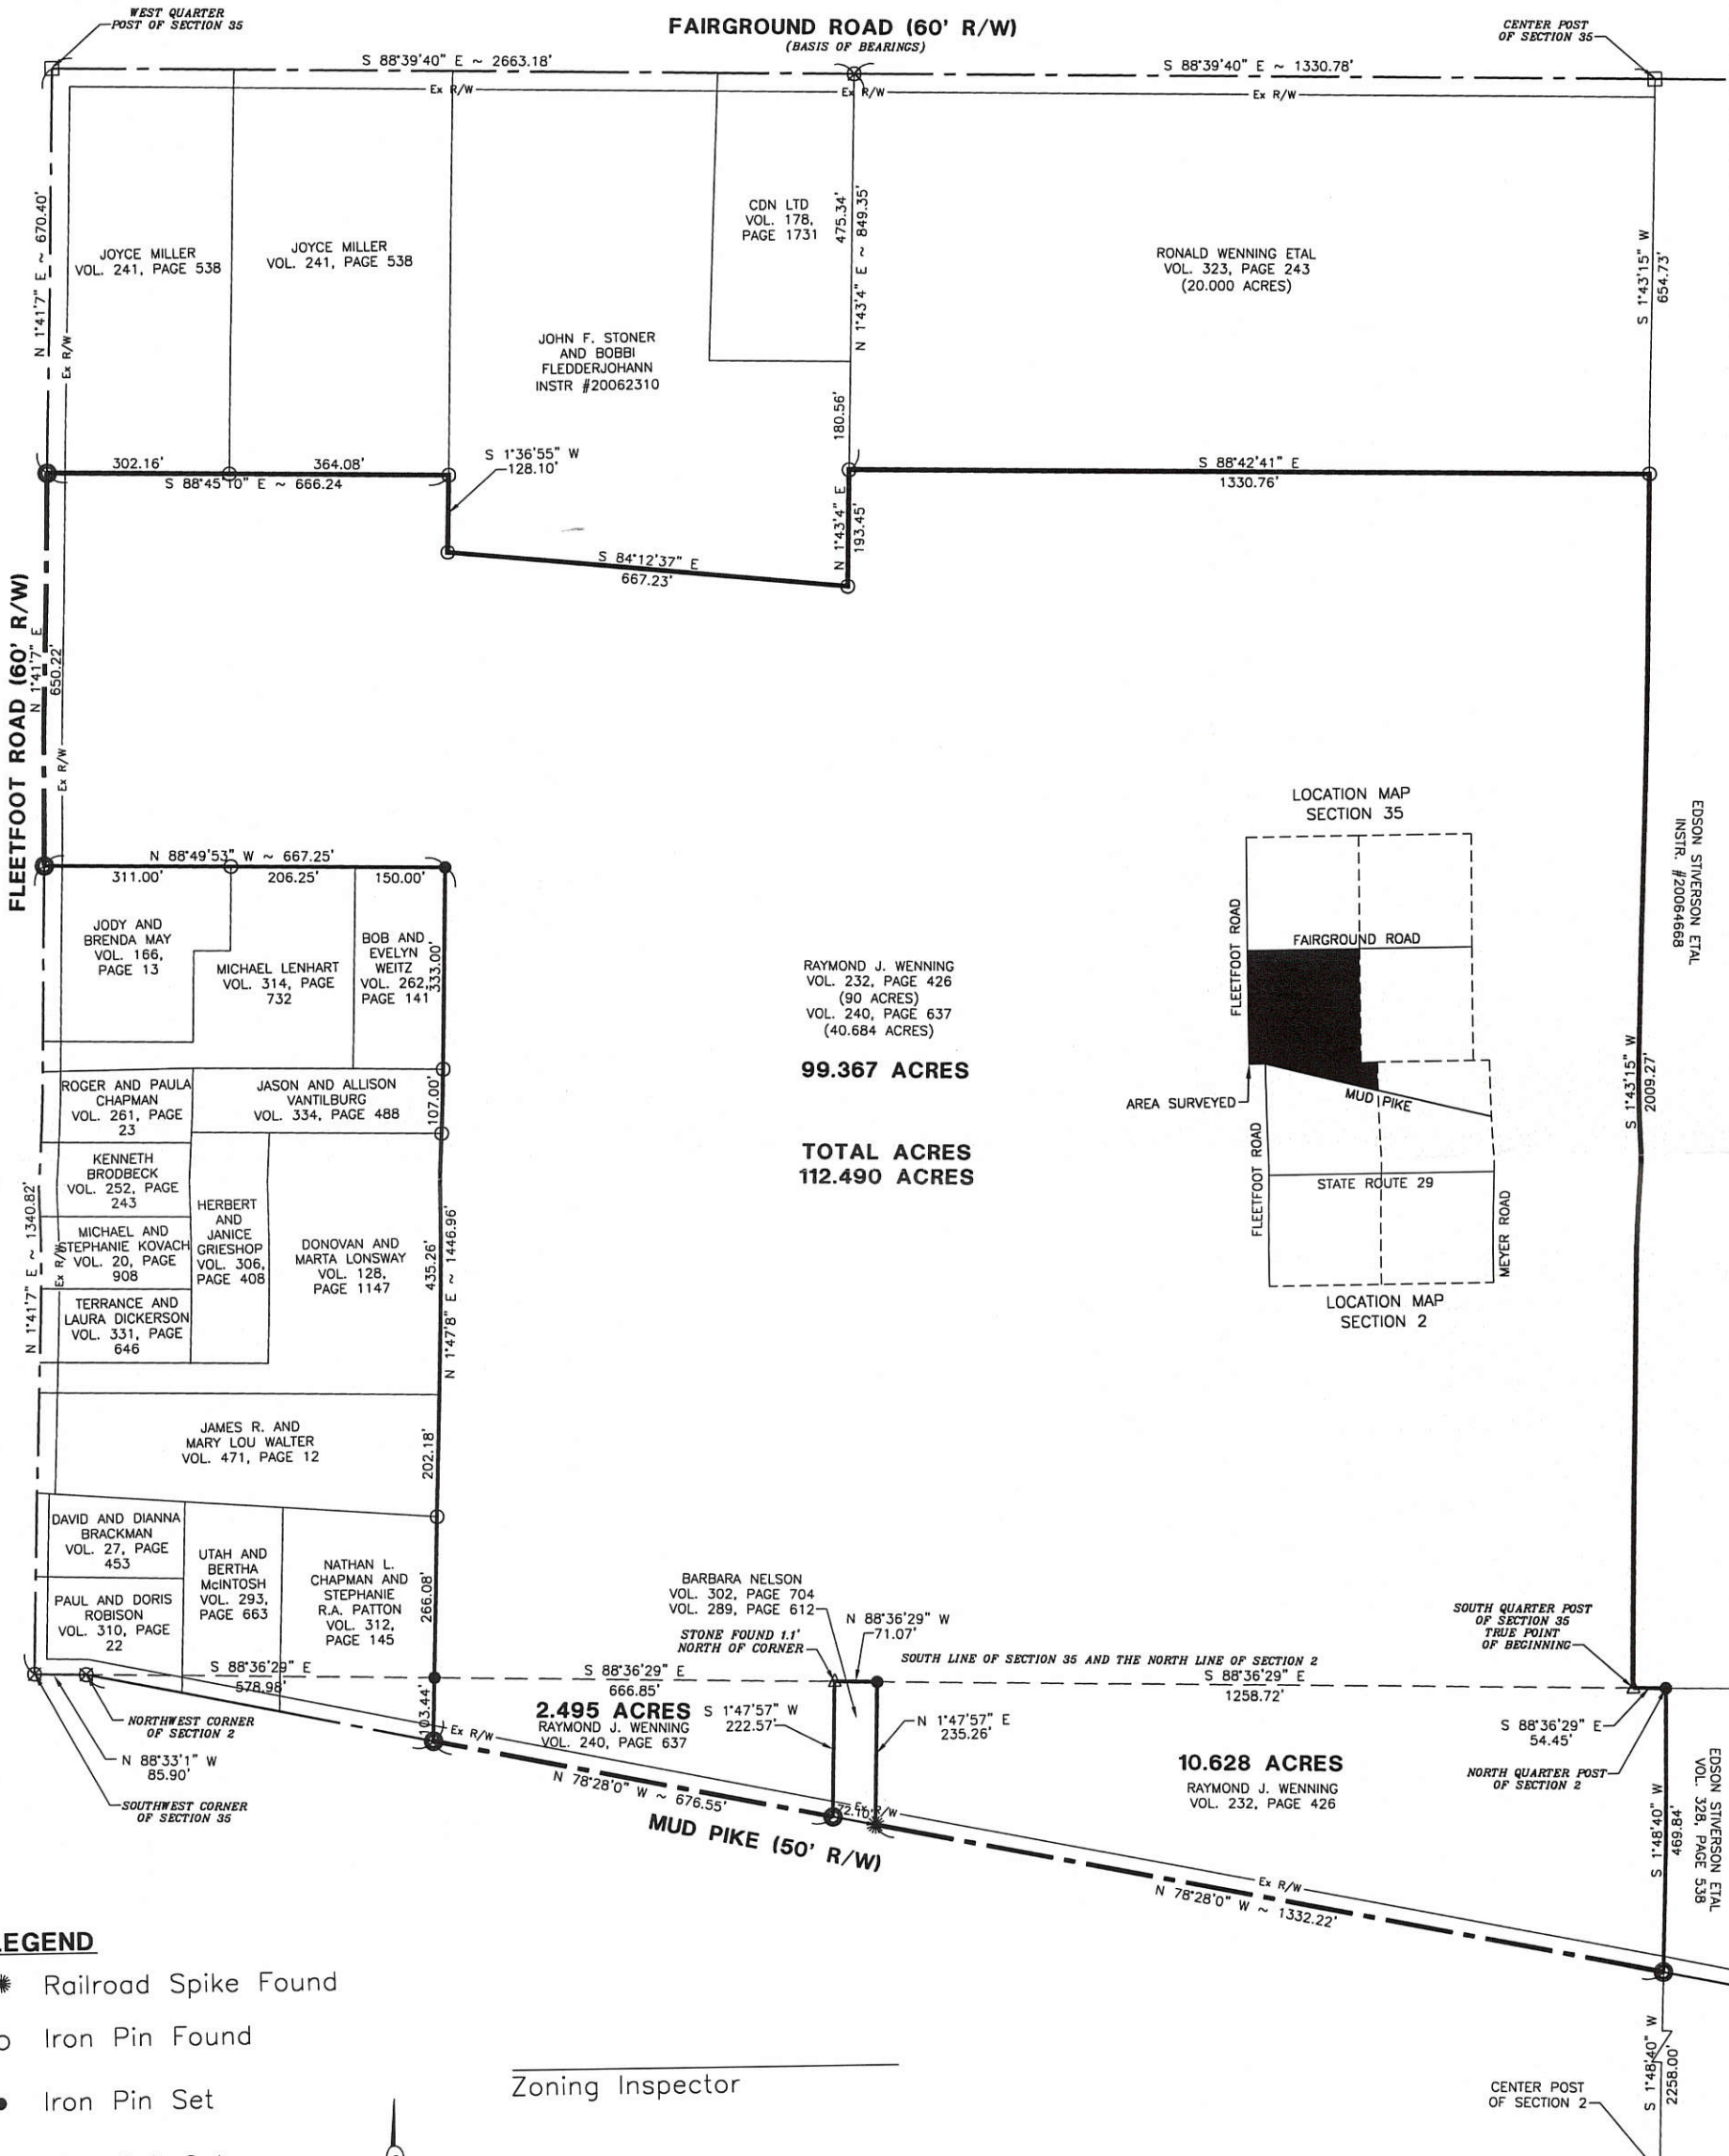 WEST QUARTER
POST OF SECTION 35
FAIRGROUND ROAD (60' R/W)
(BASIS OF BEARINGS)
CENTER POST
OF SECTION 35
S 88°39'40" E ~ 2663.18'
S 88°39'40" E ~ 1330.78'
Ex R/W
Ex R/W
Ex R/W
N 1°41'7" E ~ 670.40'
Ex R/W
JOYCE MILLER
VOL. 241, PAGE 538
JOYCE MILLER
VOL. 241, PAGE 538
CDN LTD
VOL. 178,
PAGE 1731
475.34'
N 1°43'4" E ~ 849.35'
RONALD WENNING ETAL
VOL. 323, PAGE 243
(20.000 ACRES)
S 1°43'15" W
654.73'
JOHN F. STONER
AND BOBBI
FLEDDERJOHANN
INSTR #20062310
180.56'
302.16'
364.08'
S 88°45'10" E ~ 666.24
S 1°36'55" W
128.10'
S 88°42'41" E
1330.76'
N 1°43'4" E
193.45'
S 84°12'37" E
667.23'
FLEETFOOT ROAD (60' R/W)
N 1°41'7" E
650.22'
Ex R/W
N 88°49'53" W ~ 667.25'
311.00'
206.25'
150.00'
JODY AND
BRENDA MAY
VOL. 166,
PAGE 13
MICHAEL LENHART
VOL. 314, PAGE
732
BOB AND
EVELYN
WEITZ
VOL. 262,
PAGE 141
333.00'
ROGER AND PAULA
CHAPMAN
VOL. 261, PAGE
23
JASON AND ALLISON
VANTILBURG
VOL. 334, PAGE 488
107.00'
KENNETH
BRODBECK
VOL. 252, PAGE
243
MICHAEL AND
STEPHANIE KOVACH
VOL. 20, PAGE
908
TERRANCE AND
LAURA DICKERSON
VOL. 331, PAGE
646
HERBERT
AND
JANICE
GRIESHOP
VOL. 306,
PAGE 408
DONOVAN AND
MARTA LONSWAY
VOL. 128,
PAGE 1147
435.26'
N 1°47'8" E ~ 1446.96'
N 1°41'7" E ~ 1340.82'
Ex R/W
JAMES R. AND
MARY LOU WALTER
VOL. 471, PAGE 12
202.18'
DAVID AND DIANNA
BRACKMAN
VOL. 27, PAGE
453
PAUL AND DORIS
ROBISON
VOL. 310, PAGE
22
UTAH AND
BERTHA
McINTOSH
VOL. 293,
PAGE 663
NATHAN L.
CHAPMAN AND
STEPHANIE
R.A. PATTON
VOL. 312,
PAGE 145
266.08'
RAYMOND J. WENNING
VOL. 232, PAGE 426
(90 ACRES)
VOL. 240, PAGE 637
(40.684 ACRES)
99.367 ACRES
TOTAL ACRES
112.490 ACRES
LOCATION MAP
SECTION 35
FLEETFOOT ROAD
FAIRGROUND ROAD
AREA SURVEYED
MUD PIKE
FLEETFOOT ROAD
STATE ROUTE 29
MEYER ROAD
LOCATION MAP
SECTION 2
EDSON STIVERSON ETAL
INSTR. #20064668
S 1°43'15" W
2009.27'
BARBARA NELSON
VOL. 302, PAGE 704
VOL. 289, PAGE 612
STONE FOUND 1.1'
NORTH OF CORNER
N 88°36'29" W
71.07'
SOUTH LINE OF SECTION 35 AND THE NORTH LINE OF SECTION 2
SOUTH QUARTER POST
OF SECTION 35
TRUE POINT
OF BEGINNING
S 88°36'29" E
578.98'
S 88°36'29" E
666.85'
S 88°36'29" E
1258.72'
103.44'
2.495 ACRES
RAYMOND J. WENNING
VOL. 240, PAGE 637
S 1°47'57" W
222.57'
N 1°47'57" E
235.26'
S 88°36'29" E
54.45'
10.628 ACRES
RAYMOND J. WENNING
VOL. 232, PAGE 426
NORTH QUARTER POST
OF SECTION 2
NORTHWEST CORNER
OF SECTION 2
N 88°33'1" W
85.90'
SOUTHWEST CORNER
OF SECTION 35
Ex R/W
N 78°28'0" W ~ 676.55'
72.10'
Ex R/W
MUD PIKE (50' R/W)
Ex R/W
N 78°28'0" W ~ 1332.22'
S 1°48'40" W
469.84'
EDSON STIVERSON ETAL
VOL. 328, PAGE 538
LEGEND
Railroad Spike Found
Iron Pin Found
Iron Pin Set
Zoning Inspector
S 1°48'40" W
2258.00'
CENTER POST
OF SECTION 2